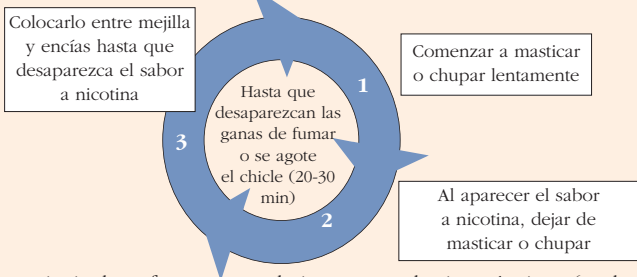 Colocarlo entre mejilla
y encías hasta que
desaparezca el sabor
a nicotina
1
Comenzar a masticar
o chupar lentamente
Hasta que
desaparezcan las
ganas de fumar
o se agote
el chicle (20-30
min)
3
2
Al aparecer el sabor
a nicotina, dejar de
masticar o chupar